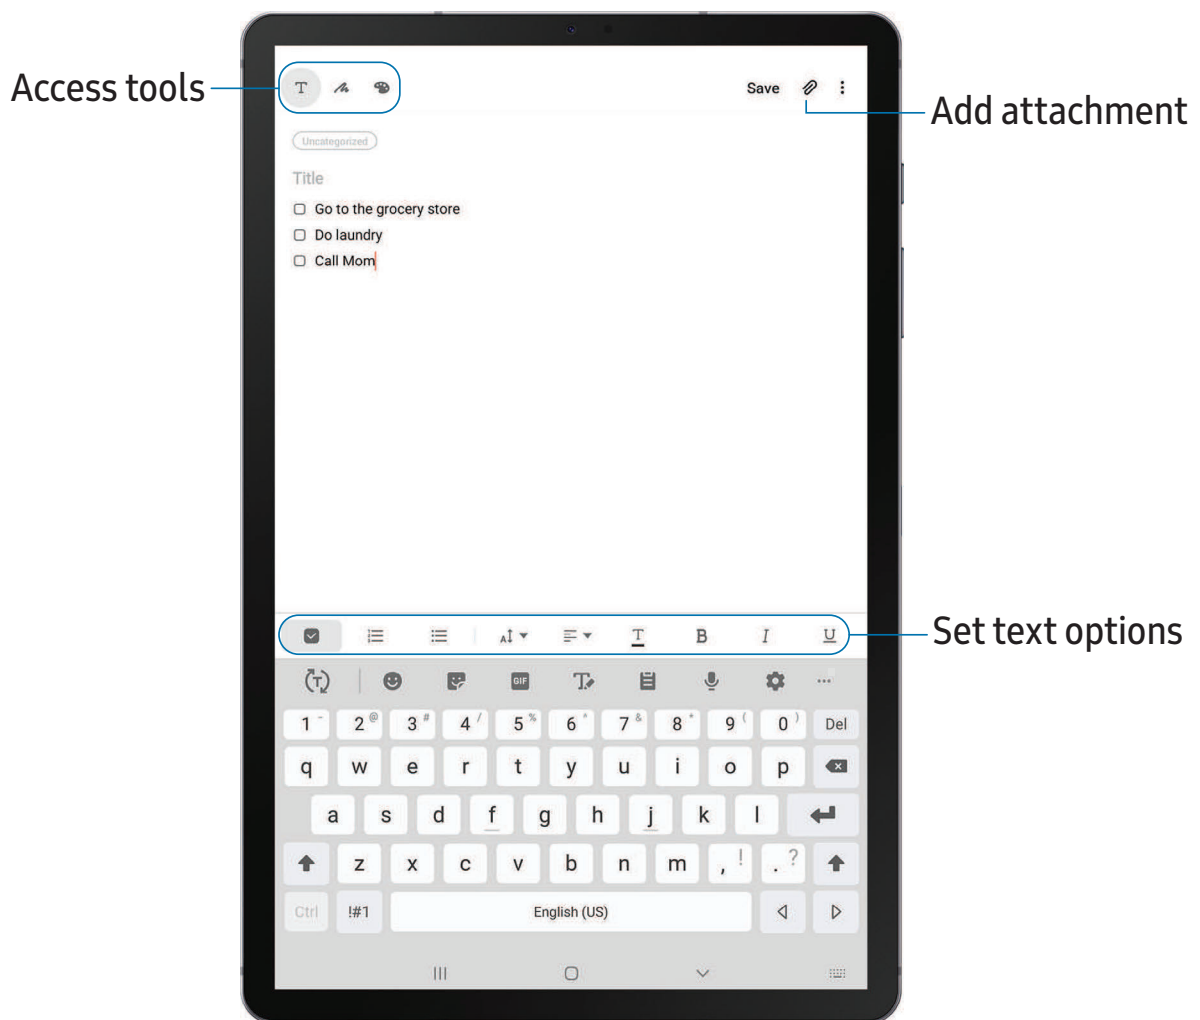 Access tools
T
Save
Add attachment
Uncategorized
Title
Go to the grocery store
Do laundry
Call Mom
A T B I U
Set text options
T GIF T
1 - 2 @ 3 # 4 / 5 % 6 ^ 7 & 8 * 9 ( 0 ) Del
q w e r t y u i o p
a s d f g h j k l
z x c v b n m , ! . ?
Ctrl !#1 English (US)